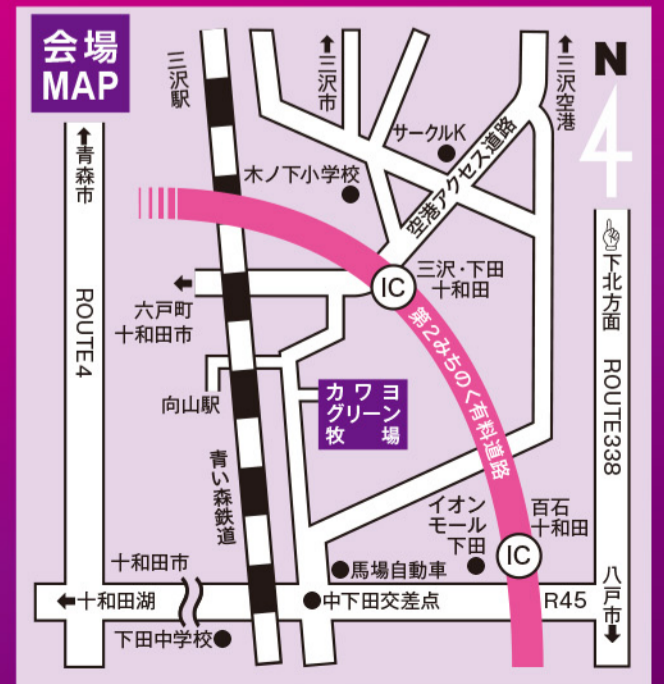 会場
MAP
三沢駅
↑三沢市
↑三沢空港
N
サークルK
空港アクセス道路
木ノ下小学校
↑青森市
ROUTE4
下北方面
ROUTE338
八戸市↓
IC
三沢・下田
十和田
←
六戸町
十和田市
第2みちのく有料道路
向山駅
カワヨ
グリーン
牧場
青い森鉄道
イオン
モール
下田
百石
十和田
IC
十和田市
馬場自動車
←十和田湖
中下田交差点
R45
下田中学校